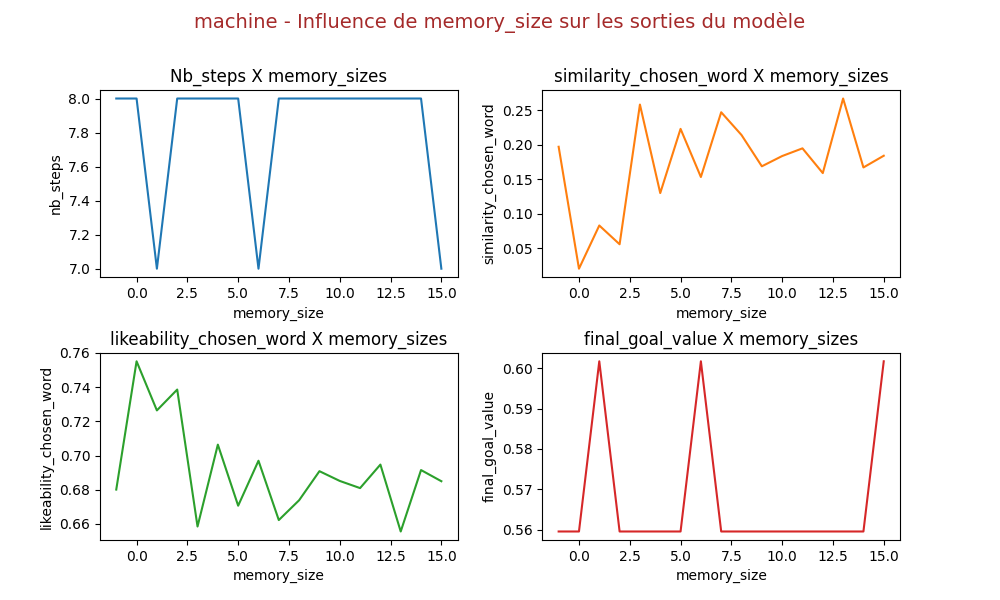 machine - Influence de memory_size sur les sorties du modèle
Nb_steps X memory_sizes
nb_steps
8.0
7.8
7.6
7.4
7.2
7.0
0.0 2.5 5.0 7.5 10.0 12.5 15.0
memory_size
similarity_chosen_word X memory_sizes
similarity_chosen_word
0.25
0.20
0.15
0.10
0.05
0.0 2.5 5.0 7.5 10.0 12.5 15.0
memory_size
likeability_chosen_word X memory_sizes
likeability_chosen_word
0.76
0.74
0.72
0.70
0.68
0.66
0.0 2.5 5.0 7.5 10.0 12.5 15.0
memory_size
final_goal_value X memory_sizes
final_goal_value
0.60
0.59
0.58
0.57
0.56
0.0 2.5 5.0 7.5 10.0 12.5 15.0
memory_size